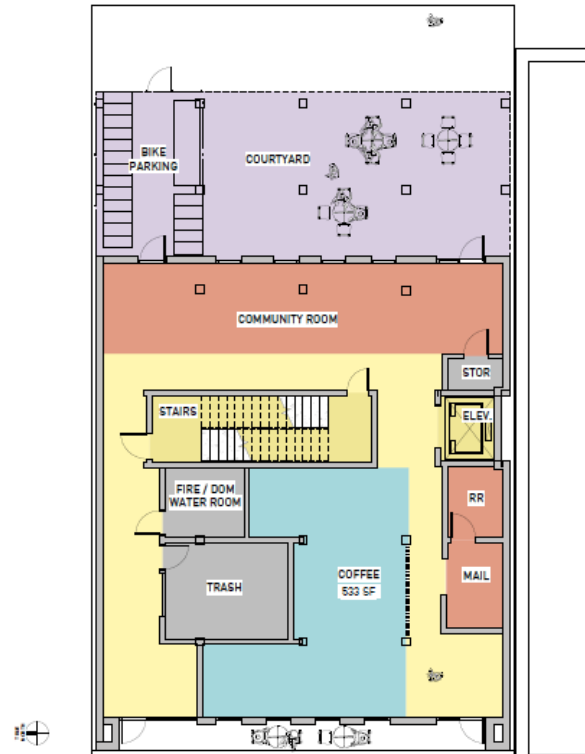 BIKE
PARKING
COURTYARD
COMMUNITY ROOM
STOR
STAIRS
ELEV.
FIRE / DOM
WATER ROOM
RR
TRASH
COFFEE
533 SF
MAIL